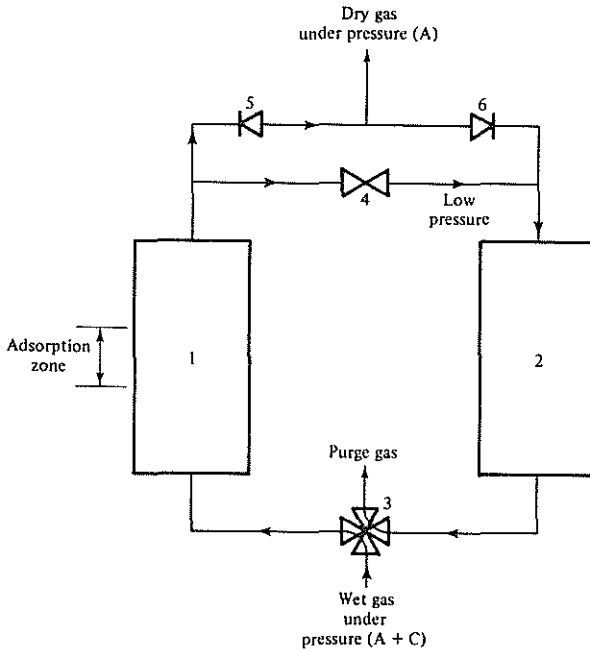 Dry gas
under pressure (A)
5
6
4
Low
pressure
Adsorption
zone
1
2
Purge gas
3
Wet gas
under
pressure (A + C)